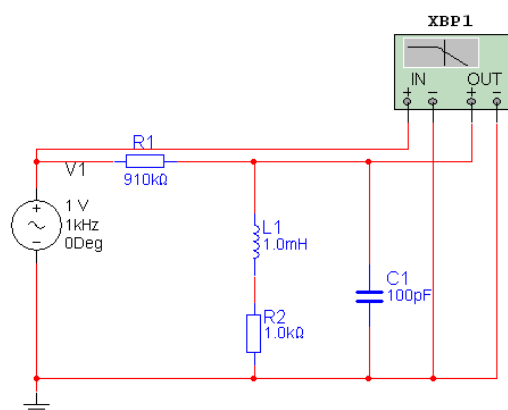 XBP1
IN OUT
+ − + −
V1
R1
910kΩ
+
−
1 V
1kHz
0Deg
L1
1.0mH
R2
1.0kΩ
C1
100pF